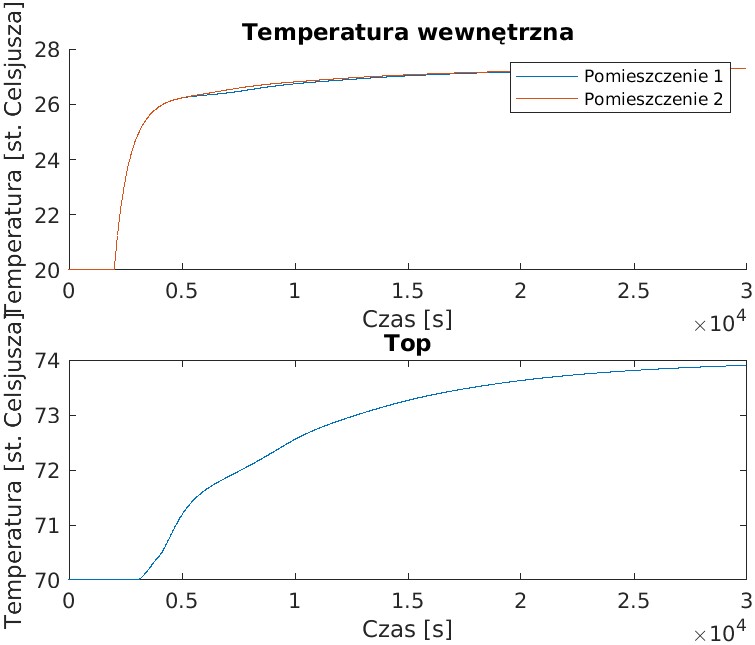 Temperatura wewnętrzna
Temperatura [st. Celsjusza]
28
26
24
22
20
Pomieszczenie 1
Pomieszczenie 2
0 0.5 1 1.5 2 2.5 3
Czas [s]
×10^4
Top
Temperatura [st. Celsjusza]
74
73
72
71
70
0 0.5 1 1.5 2 2.5 3
Czas [s]
×10^4